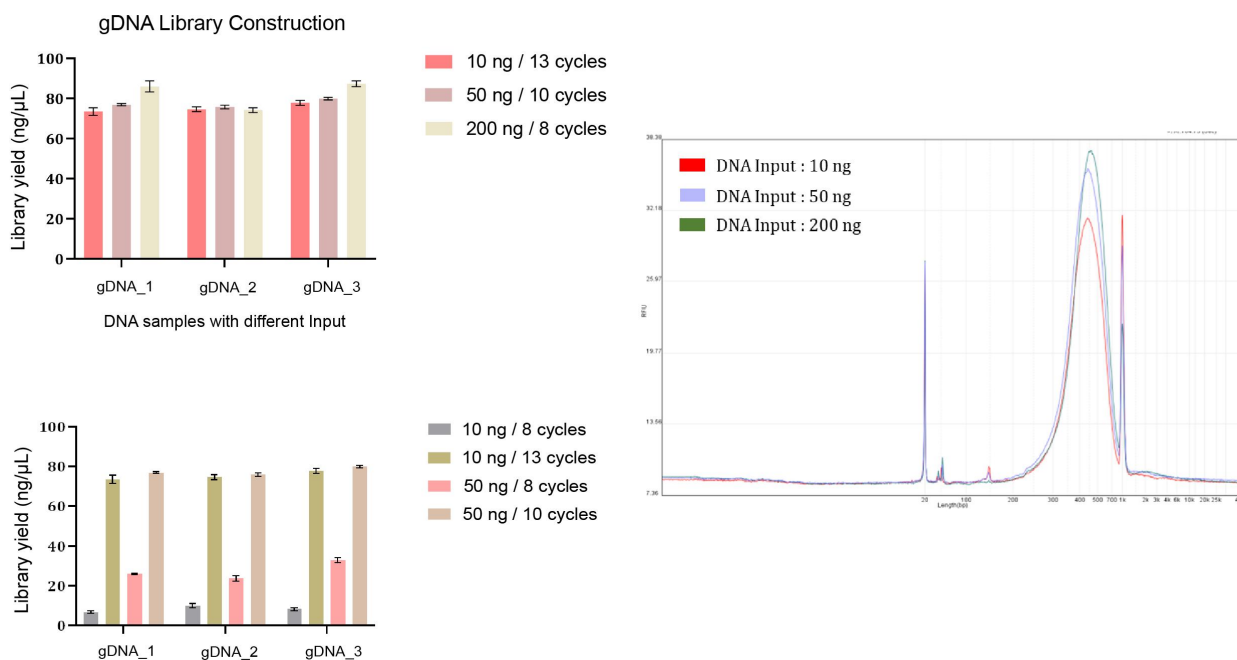 gDNA Library Construction
Library yield (ng/μL)
100
80
60
40
20
0
gDNA_1
gDNA_2
gDNA_3
DNA samples with different Input
10 ng / 13 cycles
50 ng / 10 cycles
200 ng / 8 cycles
Library yield (ng/μL)
100
80
60
40
20
0
gDNA_1
gDNA_2
gDNA_3
10 ng / 8 cycles
10 ng / 13 cycles
50 ng / 8 cycles
50 ng / 10 cycles
38.39
32.18
25.97
19.77
13.56
7.36
RFU
DNA Input : 10 ng
DNA Input : 50 ng
DNA Input : 200 ng
20 100 200 300 400 500 700 1k 2k 3k 4k 6k 10k 20k 25k
Length(bp)